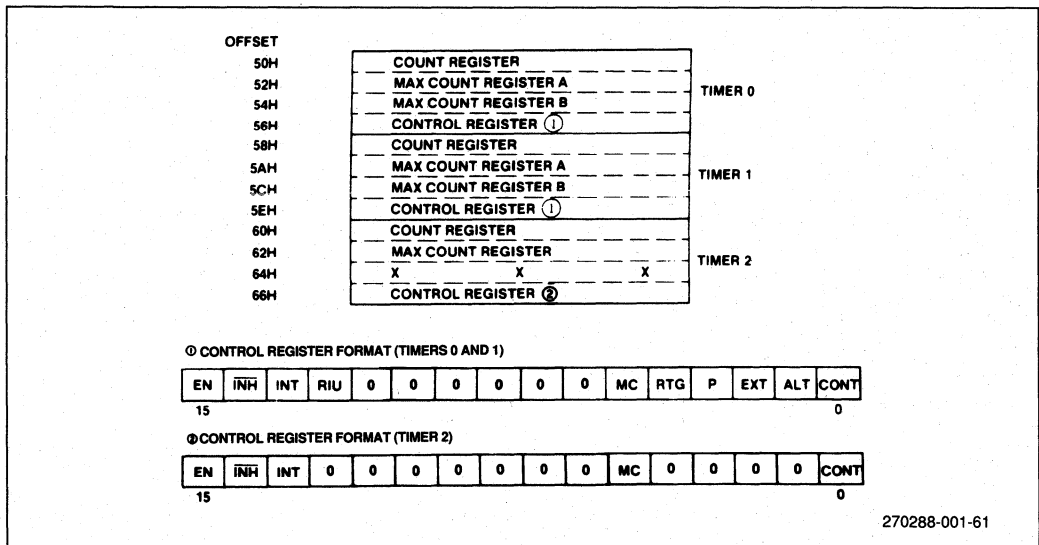 OFFSET
50H COUNT REGISTER
52H MAX COUNT REGISTER A
TIMER 0
54H MAX COUNT REGISTER B
56H CONTROL REGISTER ①
58H COUNT REGISTER
5AH MAX COUNT REGISTER A
TIMER 1
5CH MAX COUNT REGISTER B
5EH CONTROL REGISTER ①
60H COUNT REGISTER
62H MAX COUNT REGISTER
TIMER 2
64H X X X
66H CONTROL REGISTER ②
① CONTROL REGISTER FORMAT (TIMERS 0 AND 1)
EN I̅N̅H̅ INT RIU 0 0 0 0 0 0 MC RTG P EXT ALT CONT
15 0
② CONTROL REGISTER FORMAT (TIMER 2)
EN I̅N̅H̅ INT 0 0 0 0 0 0 0 MC 0 0 0 0 CONT
15 0
270288-001-61